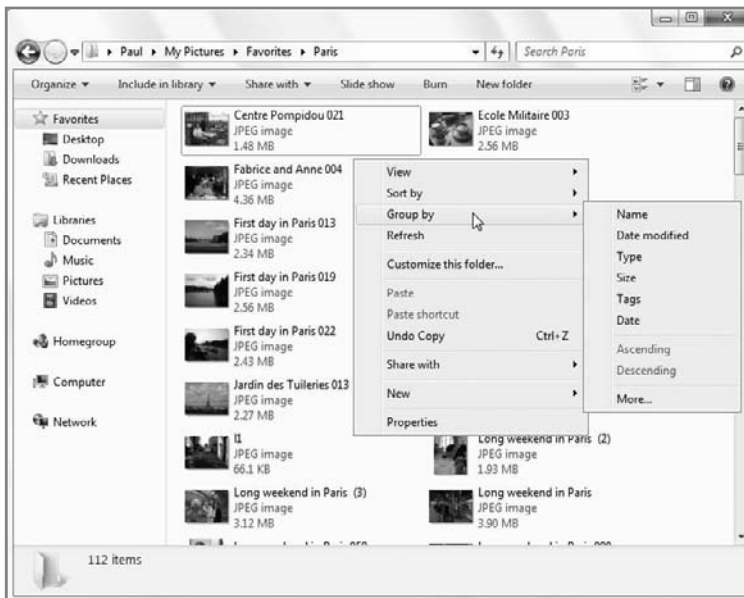 Paul ▸ My Pictures ▸ Favorites ▸ Paris
Search Paris
Organize Include in library Share with Slide show Burn New folder
Favorites
Desktop
Downloads
Recent Places
Libraries
Documents
Music
Pictures
Videos
Homegroup
Computer
Network
Centre Pompidou 021
JPEG image
1.48 MB
Ecole Militaire 003
JPEG image
2.56 MB
Fabrice and Anne 004
JPEG image
4.36 MB
First day in Paris 013
JPEG image
2.34 MB
First day in Paris 019
JPEG image
2.56 MB
First day in Paris 022
JPEG image
2.43 MB
Jardin des Tuileries 013
JPEG image
2.27 MB
JPEG image
66.1 KB
Long weekend in Paris (2)
JPEG image
1.93 MB
Long weekend in Paris (3)
JPEG image
3.12 MB
Long weekend in Paris
JPEG image
3.90 MB
View
Sort by
Group by
Refresh
Customize this folder...
Paste
Paste shortcut
Undo Copy Ctrl+Z
Share with
New
Properties
Name
Date modified
Type
Size
Tags
Date
Ascending
Descending
More...
112 items